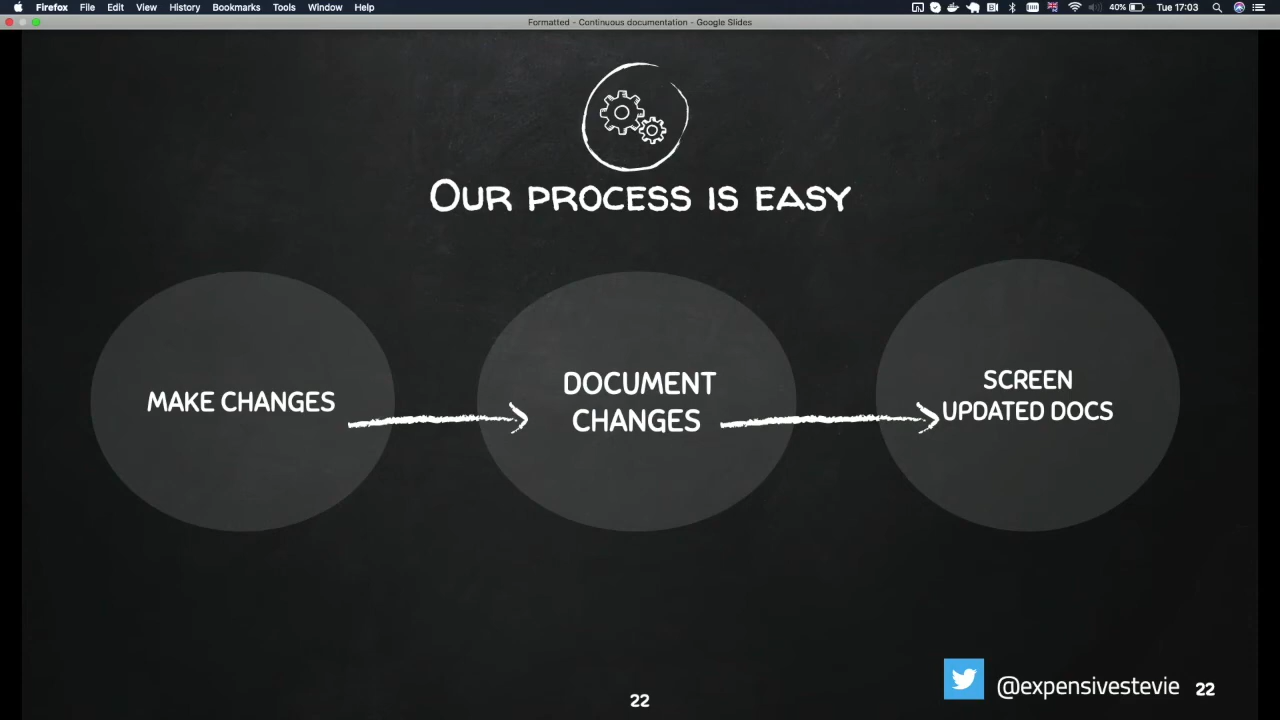 Firefox File Edit View History Bookmarks Tools Window Help 40% Tue 17:03
Formatted - Continuous documentation - Google Slides
OUR PROCESS IS EASY
MAKE CHANGES
DOCUMENT
CHANGES
SCREEN
UPDATED DOCS
@expensivestevie 22
22